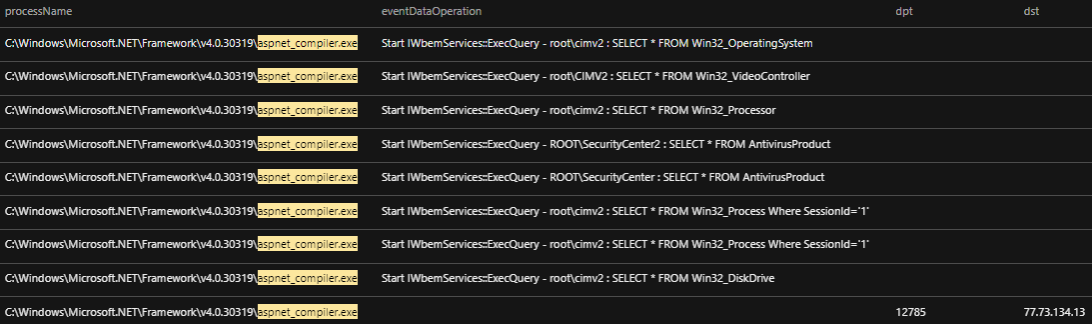 processName eventDataOperation dpt dst
C:\Windows\Microsoft.NET\Framework\v4.0.30319\aspnet_compiler.exe Start IWbemServices::ExecQuery - root\cimv2 : SELECT * FROM Win32_OperatingSystem
C:\Windows\Microsoft.NET\Framework\v4.0.30319\aspnet_compiler.exe Start IWbemServices::ExecQuery - root\CIMV2 : SELECT * FROM Win32_VideoController
C:\Windows\Microsoft.NET\Framework\v4.0.30319\aspnet_compiler.exe Start IWbemServices::ExecQuery - root\cimv2 : SELECT * FROM Win32_Processor
C:\Windows\Microsoft.NET\Framework\v4.0.30319\aspnet_compiler.exe Start IWbemServices::ExecQuery - ROOT\SecurityCenter2 : SELECT * FROM AntivirusProduct
C:\Windows\Microsoft.NET\Framework\v4.0.30319\aspnet_compiler.exe Start IWbemServices::ExecQuery - ROOT\SecurityCenter : SELECT * FROM AntivirusProduct
C:\Windows\Microsoft.NET\Framework\v4.0.30319\aspnet_compiler.exe Start IWbemServices::ExecQuery - root\cimv2 : SELECT * FROM Win32_Process Where SessionId='1'
C:\Windows\Microsoft.NET\Framework\v4.0.30319\aspnet_compiler.exe Start IWbemServices::ExecQuery - root\cimv2 : SELECT * FROM Win32_Process Where SessionId='1'
C:\Windows\Microsoft.NET\Framework\v4.0.30319\aspnet_compiler.exe Start IWbemServices::ExecQuery - root\cimv2 : SELECT * FROM Win32_DiskDrive
C:\Windows\Microsoft.NET\Framework\v4.0.30319\aspnet_compiler.exe 12785 77.73.134.13